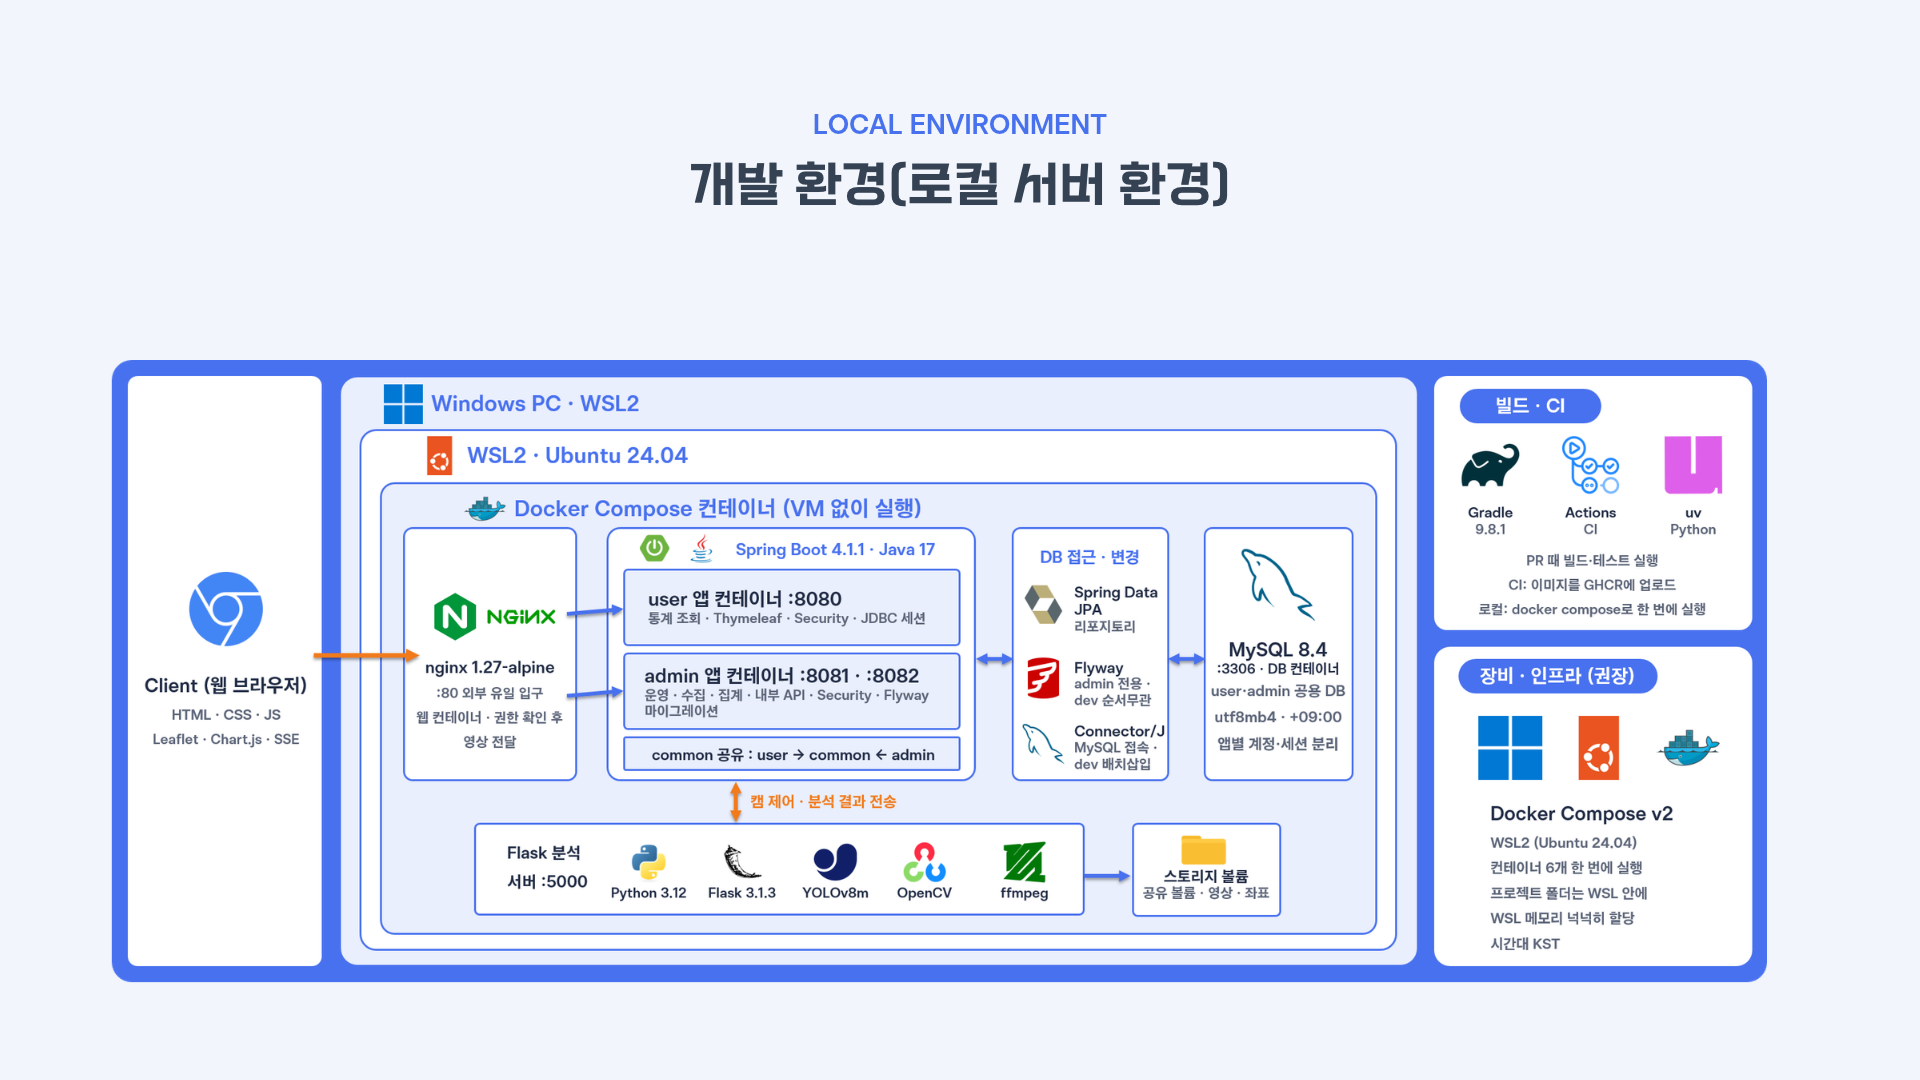 LOCAL ENVIRONMENT
개발 환경(로컬 서버 환경)
Client (웹 브라우저)
HTML · CSS · JS
Leaflet · Chart.js · SSE
Windows PC · WSL2
WSL2 · Ubuntu 24.04
Docker Compose 컨테이너 (VM 없이 실행)
NGINX
nginx 1.27-alpine
:80 외부 유일 입구
웹 컨테이너 · 권한 확인 후
영상 전달
Spring Boot 4.1.1 · Java 17
user 앱 컨테이너 :8080
통계 조회 · Thymeleaf · Security · JDBC 세션
admin 앱 컨테이너 :8081 · :8082
운영 · 수집 · 집계 · 내부 API · Security · Flyway
마이그레이션
common 공유 : user → common ← admin
DB 접근 · 변경
Spring Data
JPA
리포지토리
Flyway
admin 전용 ·
dev 순서무관
Connector/J
MySQL 접속 ·
dev 배치삽입
MySQL 8.4
:3306 · DB 컨테이너
user·admin 공용 DB
utf8mb4 · +09:00
앱별 계정·세션 분리
캠 제어 · 분석 결과 전송
Flask 분석
서버 :5000
Python 3.12
Flask 3.1.3
YOLOv8m
OpenCV
ffmpeg
스토리지 볼륨
공유 볼륨 · 영상 · 좌표
빌드 · CI
Gradle
9.8.1
Actions
CI
uv
Python
PR 때 빌드·테스트 실행
CI: 이미지를 GHCR에 업로드
로컬: docker compose로 한 번에 실행
장비 · 인프라 (권장)
Docker Compose v2
WSL2 (Ubuntu 24.04)
컨테이너 6개 한 번에 실행
프로젝트 폴더는 WSL 안에
WSL 메모리 넉넉히 할당
시간대 KST